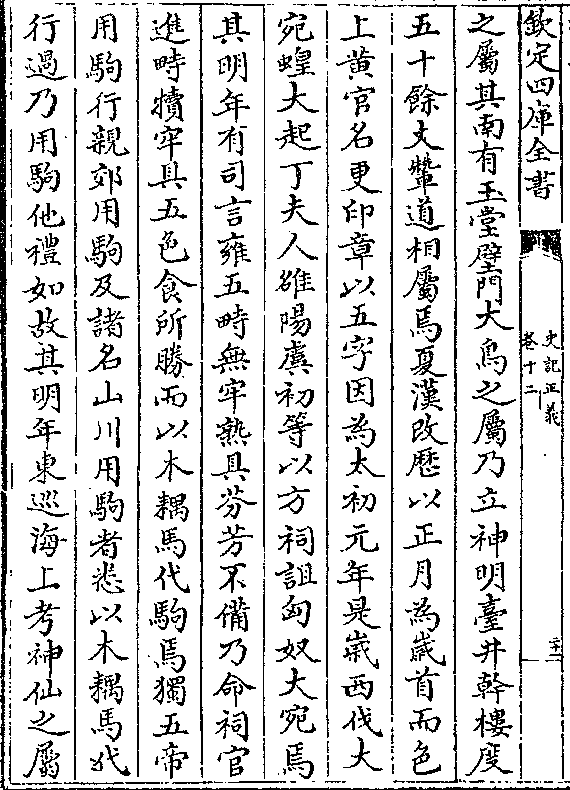 欽定四庫全書
史記正義
卷十二
二十一
之屬其南有玉堂壁門大鳥之屬乃立神明臺井幹樓度
五十餘丈輦道相屬焉夏漢改厯以正月為嵗首而色
上黃官名更印章以五字因為太初元年是嵗西伐大
宛蝗大起丁夫人雒陽虞初等以方祠詛匈奴大宛焉
其明年有司言雍五畤無牢熟具芬芳不備乃命祠官
進畤犢牢具五色食所勝而以木耦馬代駒焉獨五帝
用駒行親郊用駒及諸名山川用駒者悉以木耦馬代
行過乃用駒他禮如故其明年東巡海上考神仙之屬